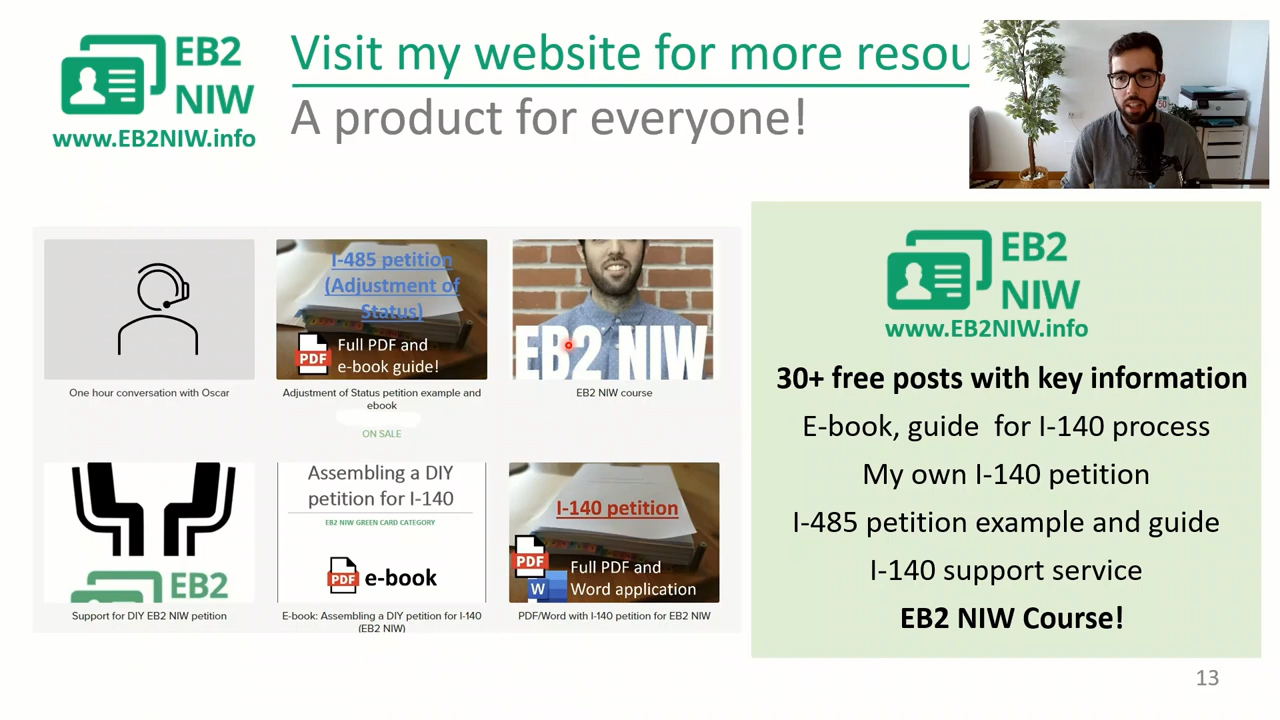 EB2
NIW
www.EB2NIW.info
Visit my website for more resou
A product for everyone!
I-485 petition
(Adjustment of
Status)
PDF
Full PDF and
e-book guide!
EB2 NIW
One hour conversation with Oscar
Adjustment of Status petition example and
ebook
ON SALE
EB2 NIW course
EB2
Assembling a DIY
petition for I-140
EB2 NIW GREEN CARD CATEGORY
PDF
e-book
I-140 petition
PDF
W
Full PDF and
Word application
Support for DIY EB2 NIW petition
E-book: Assembling a DIY petition for I-140
(EB2 NIW)
PDF/Word with I-140 petition for EB2 NIW
EB2
NIW
www.EB2NIW.info
30+ free posts with key information
E-book, guide for I-140 process
My own I-140 petition
I-485 petition example and guide
I-140 support service
EB2 NIW Course!
13